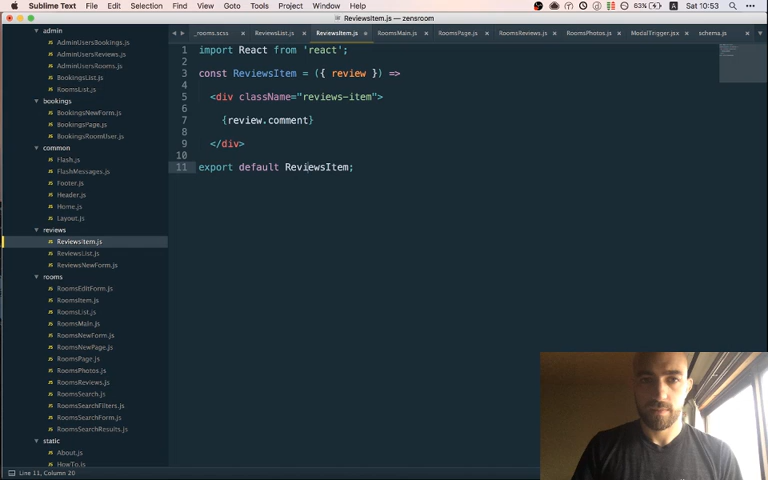 Sublime Text File Edit Selection Find View Goto Tools Project Window Help 63% Sat 10:53
ReviewsItem.js — zensroom
_rooms.scss ReviewsList.js ReviewsItem.js RoomsMain.js RoomsPage.js RoomsReviews.js RoomsPhotos.js ModalTrigger.jsx schema.js
admin
AdminUsersBookings.js
AdminUsersReviews.js
AdminUsersRooms.js
BookingsList.js
RoomsList.js
bookings
BookingsNewForm.js
BookingsPage.js
BookingsRoomUser.js
common
Flash.js
FlashMessages.js
Footer.js
Header.js
Home.js
Layout.js
reviews
ReviewsItem.js
ReviewsList.js
ReviewsNewForm.js
rooms
RoomsEditForm.js
RoomsItem.js
RoomsList.js
RoomsMain.js
RoomsNewForm.js
RoomsNewPage.js
RoomsPage.js
RoomsPhotos.js
RoomsReviews.js
RoomsSearch.js
RoomsSearchFilters.js
RoomsSearchForm.js
RoomsSearchResults.js
static
About.js
HowTo.js
1 import React from 'react';
2
3 const ReviewsItem = ({ review }) =>
4
5 <div className="reviews-item">
6
7 {review.comment}
8
9 </div>
10
11 export default ReviewsItem;
Line 11, Column 20